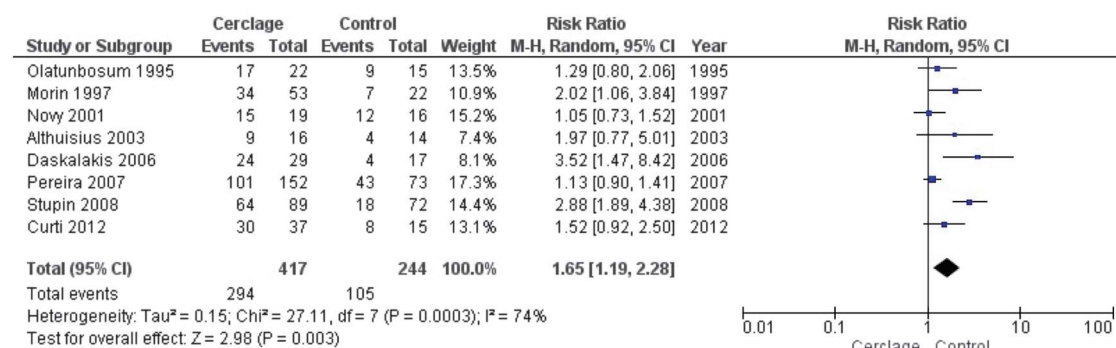 Cerclage Control Risk Ratio Risk Ratio
Study or Subgroup Events Total Events Total Weight M-H, Random, 95% CI Year M-H, Random, 95% CI
Olatunbosum 1995 17 22 9 15 13.5% 1.29 [0.80, 2.06] 1995
Morin 1997 34 53 7 22 10.9% 2.02 [1.06, 3.84] 1997
Novy 2001 15 19 12 16 15.2% 1.05 [0.73, 1.52] 2001
Althuisius 2003 9 16 4 14 7.4% 1.97 [0.77, 5.01] 2003
Daskalakis 2006 24 29 4 17 8.1% 3.52 [1.47, 8.42] 2006
Pereira 2007 101 152 43 73 17.3% 1.13 [0.90, 1.41] 2007
Stupin 2008 64 89 18 72 14.4% 2.88 [1.89, 4.38] 2008
Curti 2012 30 37 8 15 13.1% 1.52 [0.92, 2.50] 2012
Total (95% CI) 417 244 100.0% 1.65 [1.19, 2.28]
Total events 294 105
Heterogeneity: Tau² = 0.15; Chi² = 27.11, df = 7 (P = 0.0003); I² = 74%
Test for overall effect: Z = 2.98 (P = 0.003)
0.01 0.1 1 10 100
Cerclage Control